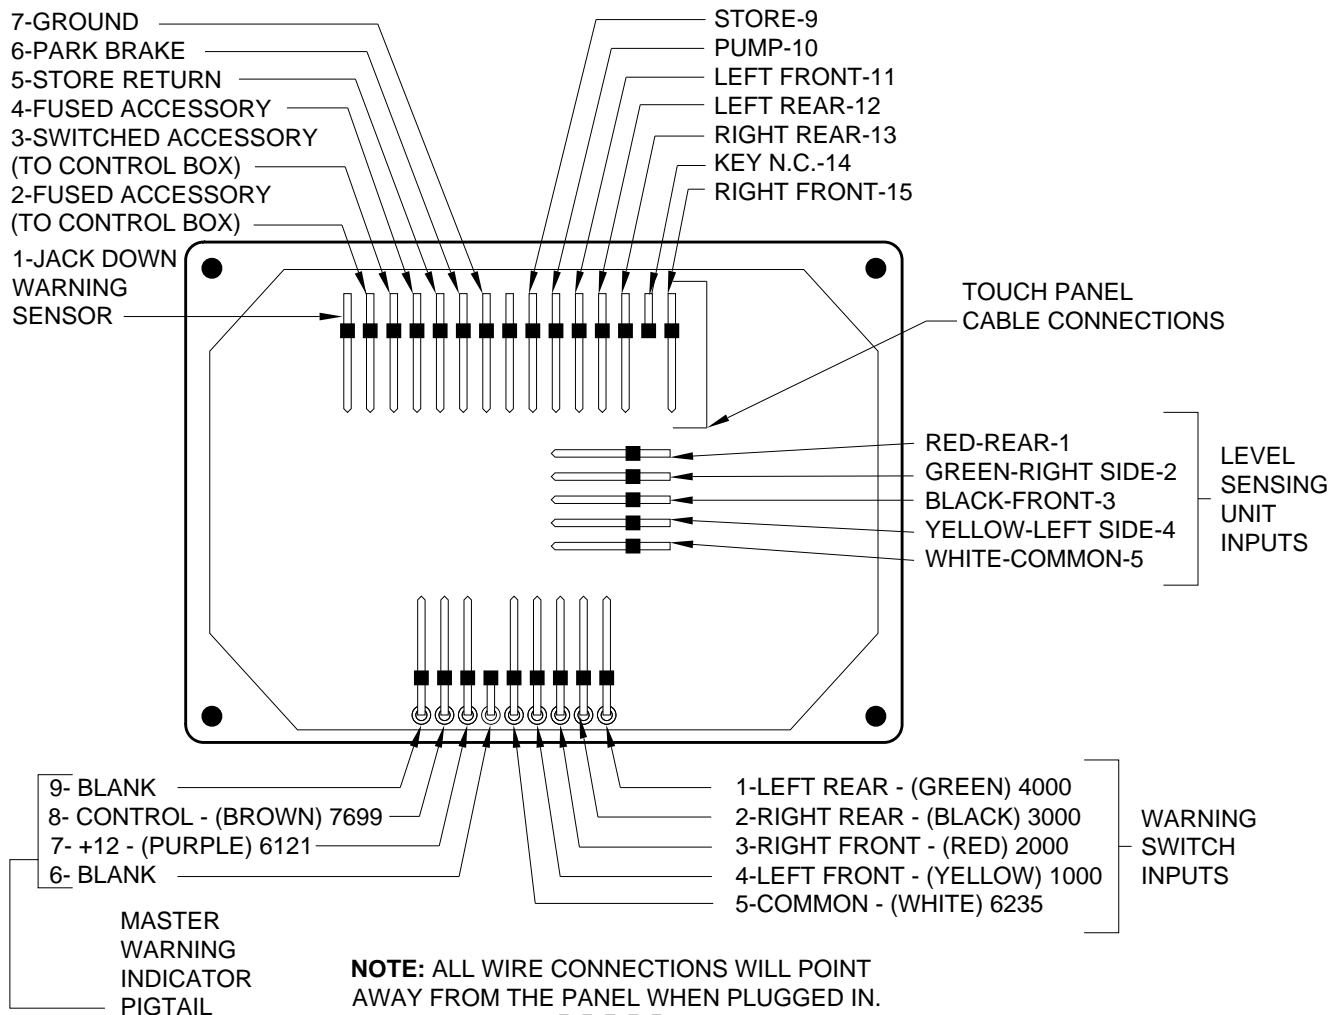 7-GROUND
6-PARK BRAKE
5-STORE RETURN
4-FUSED ACCESSORY
3-SWITCHED ACCESSORY
(TO CONTROL BOX)
2-FUSED ACCESSORY
(TO CONTROL BOX)
1-JACK DOWN
WARNING
SENSOR
STORE-9
PUMP-10
LEFT FRONT-11
LEFT REAR-12
RIGHT REAR-13
KEY N.C.-14
RIGHT FRONT-15
TOUCH PANEL
CABLE CONNECTIONS
RED-REAR-1
GREEN-RIGHT SIDE-2
BLACK-FRONT-3
YELLOW-LEFT SIDE-4
WHITE-COMMON-5
LEVEL
SENSING
UNIT
INPUTS
9- BLANK
8- CONTROL - (BROWN) 7699
7- +12 - (PURPLE) 6121
6- BLANK
MASTER
WARNING
INDICATOR
PIGTAIL
1-LEFT REAR - (GREEN) 4000
2-RIGHT REAR - (BLACK) 3000
3-RIGHT FRONT - (RED) 2000
4-LEFT FRONT - (YELLOW) 1000
5-COMMON - (WHITE) 6235
WARNING
SWITCH
INPUTS
NOTE: ALL WIRE CONNECTIONS WILL POINT
AWAY FROM THE PANEL WHEN PLUGGED IN.